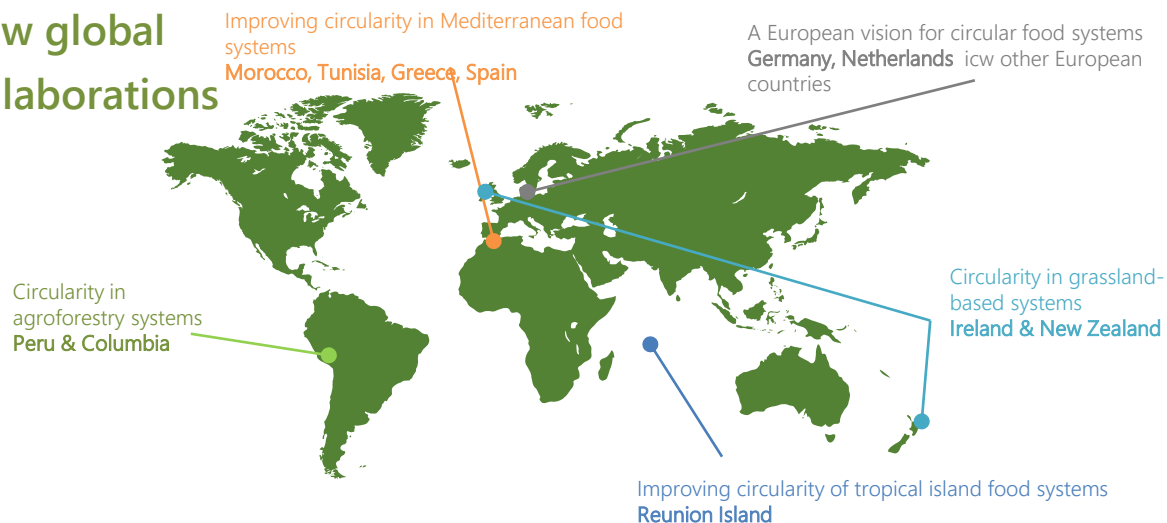 w global
laborations
Improving circularity in Mediterranean food
systems
Morocco, Tunisia, Greece, Spain
A European vision for circular food systems
Germany, Netherlands icw other European
countries
Circularity in
agroforestry systems
Peru & Columbia
Circularity in grassland-
based systems
Ireland & New Zealand
Improving circularity of tropical island food systems
Reunion Island